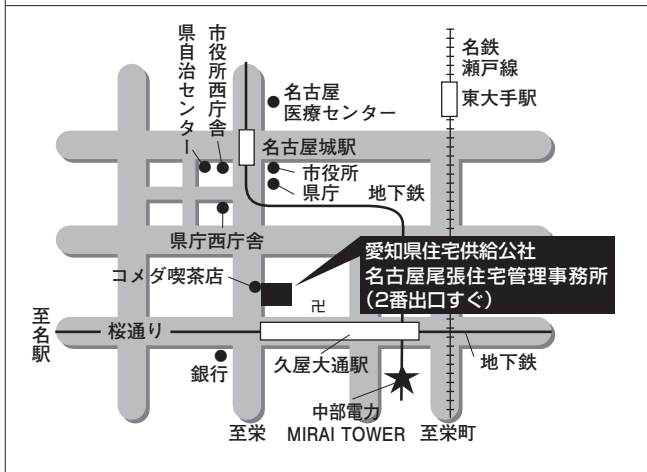 市役所西庁舎
県自治センター
名古屋
医療センター
名鉄
瀬戸線
東大手駅
名古屋城駅
市役所
県庁
地下鉄
県庁西庁舎
コメダ喫茶店
愛知県住宅供給公社
名古屋尾張住宅管理事務所
(2番出口すぐ)
卍
至名駅
桜通り
久屋大通駅
地下鉄
銀行
中部電力
MIRAI TOWER
至栄
至栄町